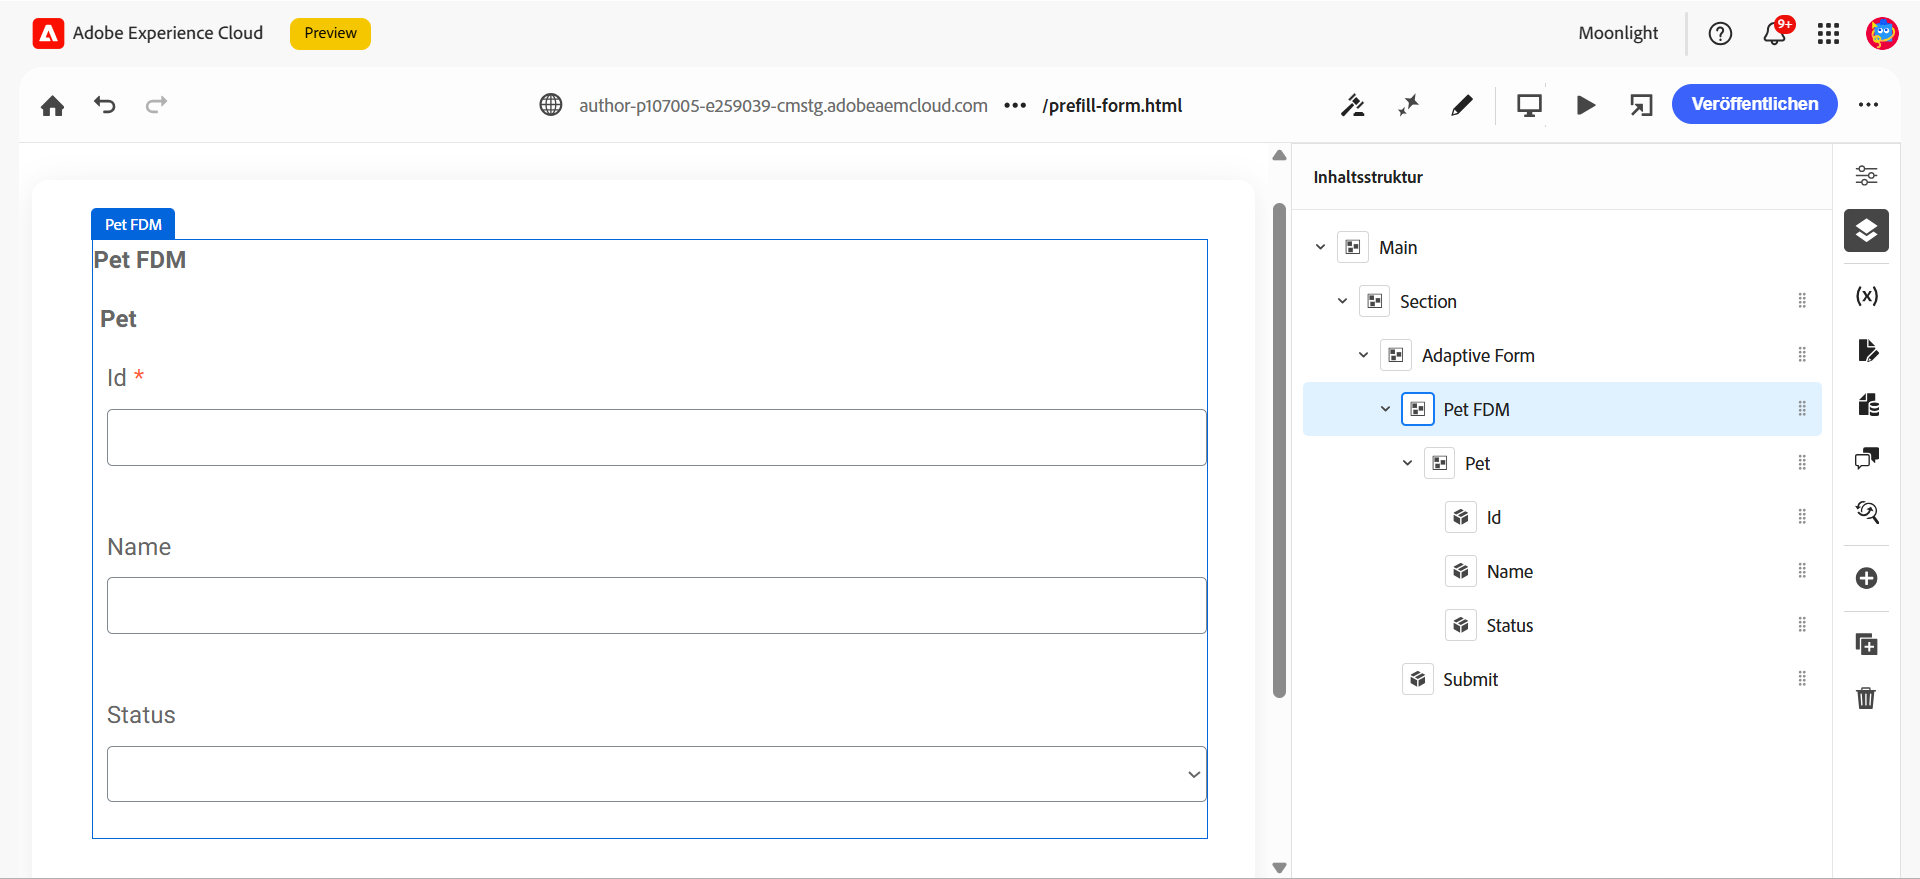 Adobe Experience Cloud
Preview
Moonlight
9+
author-p107005-e259039-cmstg.adobeaemcloud.com ••• /prefill-form.html
Veröffentlichen
Pet FDM
Pet FDM
Pet
Id *
Name
Status
Inhaltsstruktur
Main
Section
Adaptive Form
Pet FDM
Pet
Id
Name
Status
Submit
(x)